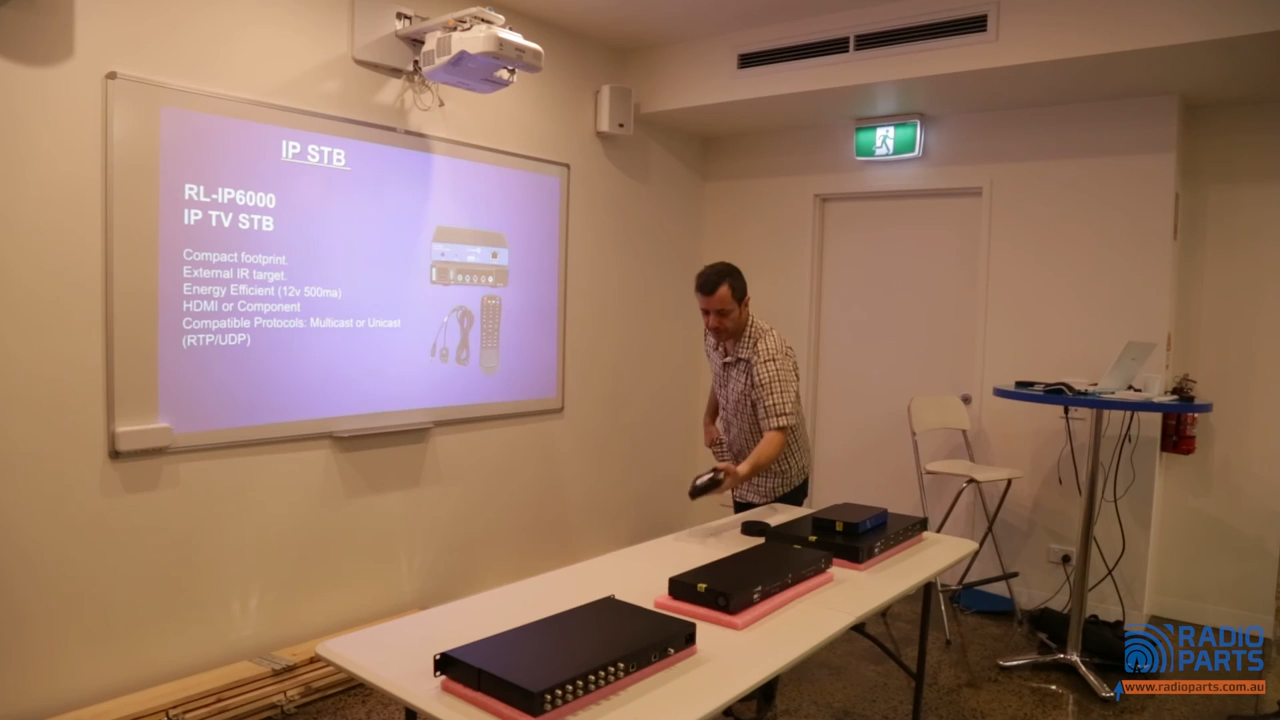 IP STB
RL-IP6000
IP TV STB
Compact footprint.
External IR target.
Energy Efficient (12v 500ma)
HDMI or Component
Compatible Protocols: Multicast or Unicast
(RTP/UDP)
RADIO
PARTS
www.radioparts.com.au